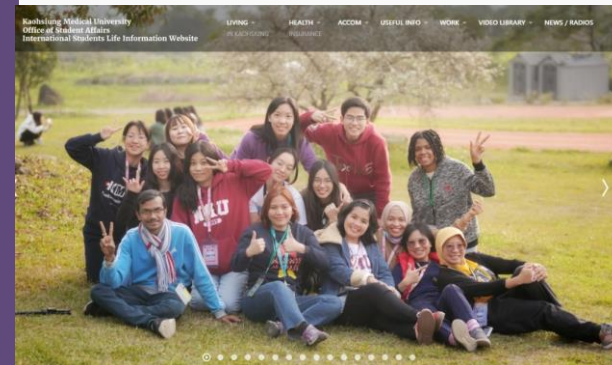 Kaohsiung Medical University
Office of Student Affairs
International Students Life Information Website
LIVING
IN KAOHSIUNG
HEALTH
INSURANCE
ACCOM
USEFUL INFO
WORK
VIDEO LIBRARY
NEWS / RADIOS